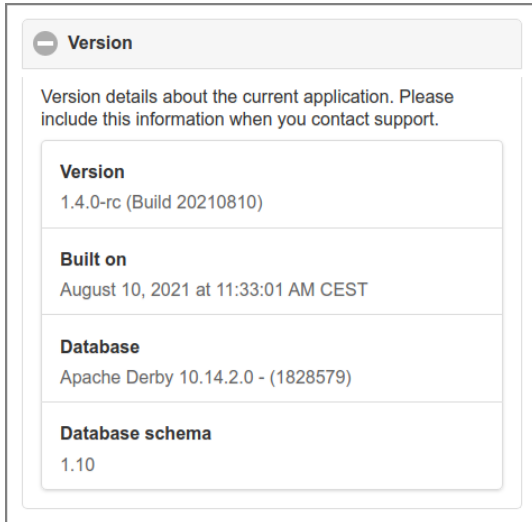 Version
Version details about the current application. Please
include this information when you contact support.
Version
1.4.0-rc (Build 20210810)
Built on
August 10, 2021 at 11:33:01 AM CEST
Database
Apache Derby 10.14.2.0 - (1828579)
Database schema
1.10